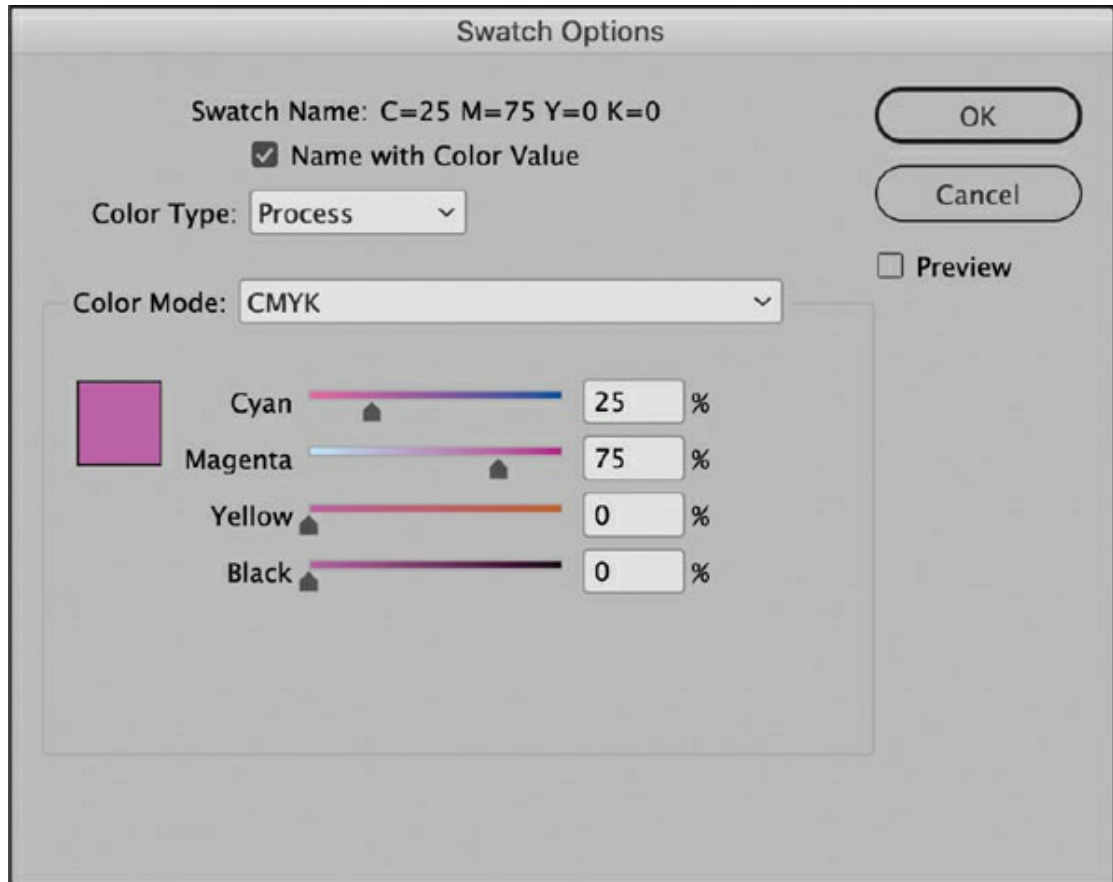 Swatch Options
Swatch Name: C=25 M=75 Y=0 K=0
Name with Color Value
Color Type: Process
Color Mode: CMYK
Cyan 25 %
Magenta 75 %
Yellow 0 %
Black 0 %
OK
Cancel
Preview